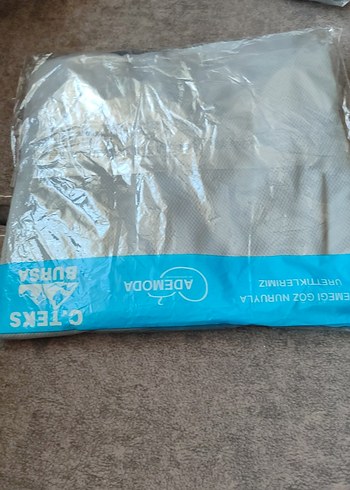 EMEGI GOZ NURUYLA
URETTIKLERIMIZ
ADEMODA
C.TEKS
BURSA